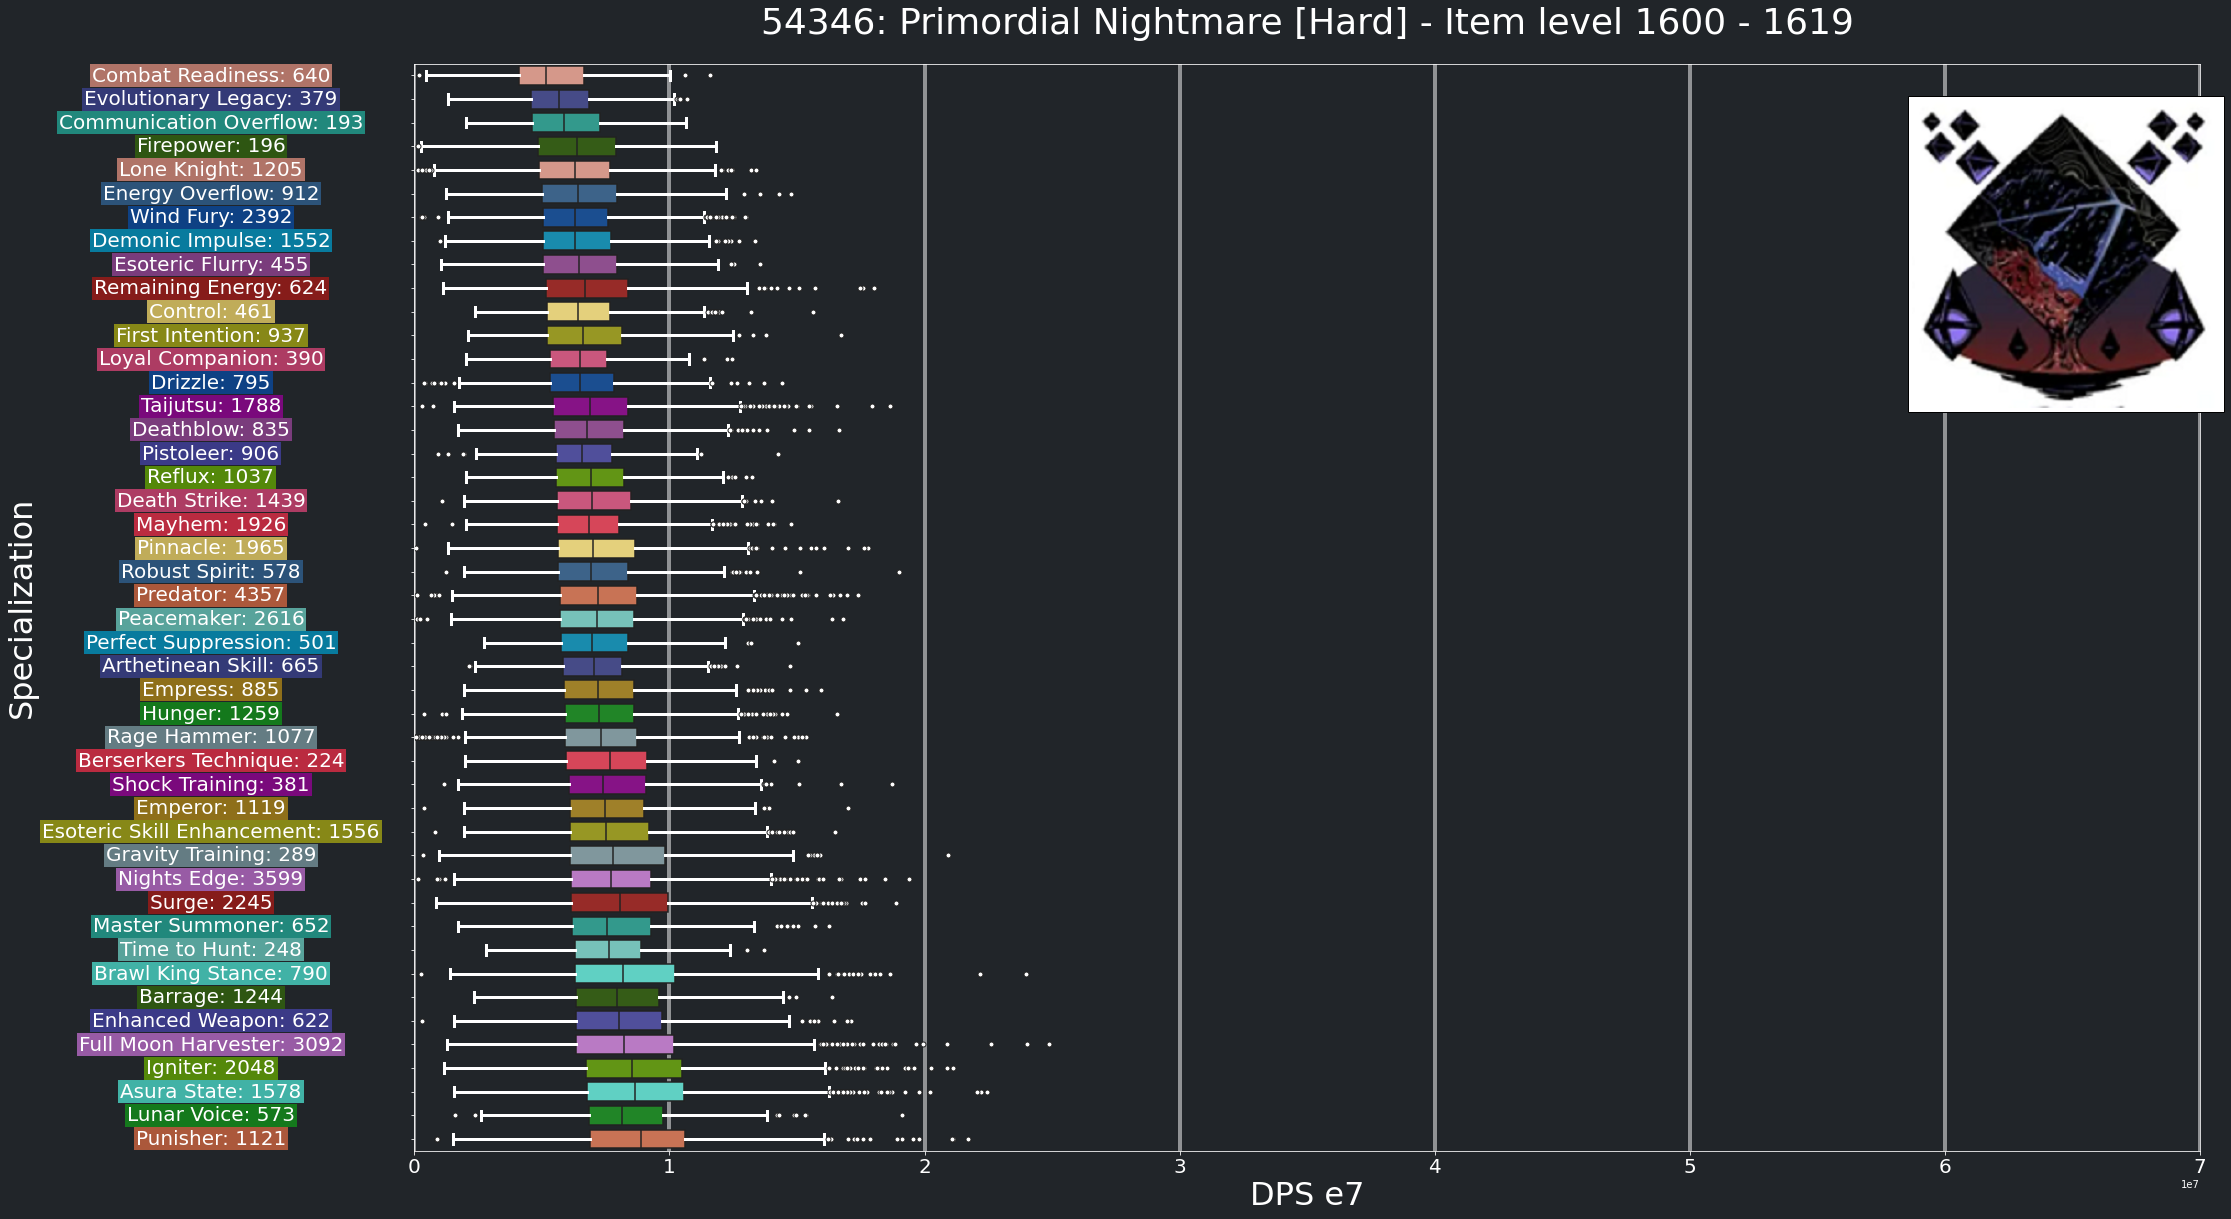 54346: Primordial Nightmare [Hard] - Item level 1600 - 1619
Specialization
Combat Readiness: 640
Evolutionary Legacy: 379
Communication Overflow: 193
Firepower: 196
Lone Knight: 1205
Energy Overflow: 912
Wind Fury: 2392
Demonic Impulse: 1552
Esoteric Flurry: 455
Remaining Energy: 624
Control: 461
First Intention: 937
Loyal Companion: 390
Drizzle: 795
Taijutsu: 1788
Deathblow: 835
Pistoleer: 906
Reflux: 1037
Death Strike: 1439
Mayhem: 1926
Pinnacle: 1965
Robust Spirit: 578
Predator: 4357
Peacemaker: 2616
Perfect Suppression: 501
Arthetinean Skill: 665
Empress: 885
Hunger: 1259
Rage Hammer: 1077
Berserkers Technique: 224
Shock Training: 381
Emperor: 1119
Esoteric Skill Enhancement: 1556
Gravity Training: 289
Nights Edge: 3599
Surge: 2245
Master Summoner: 652
Time to Hunt: 248
Brawl King Stance: 790
Barrage: 1244
Enhanced Weapon: 622
Full Moon Harvester: 3092
Igniter: 2048
Asura State: 1578
Lunar Voice: 573
Punisher: 1121
0 1 2 3 4 5 6 7
DPS e7
1e7